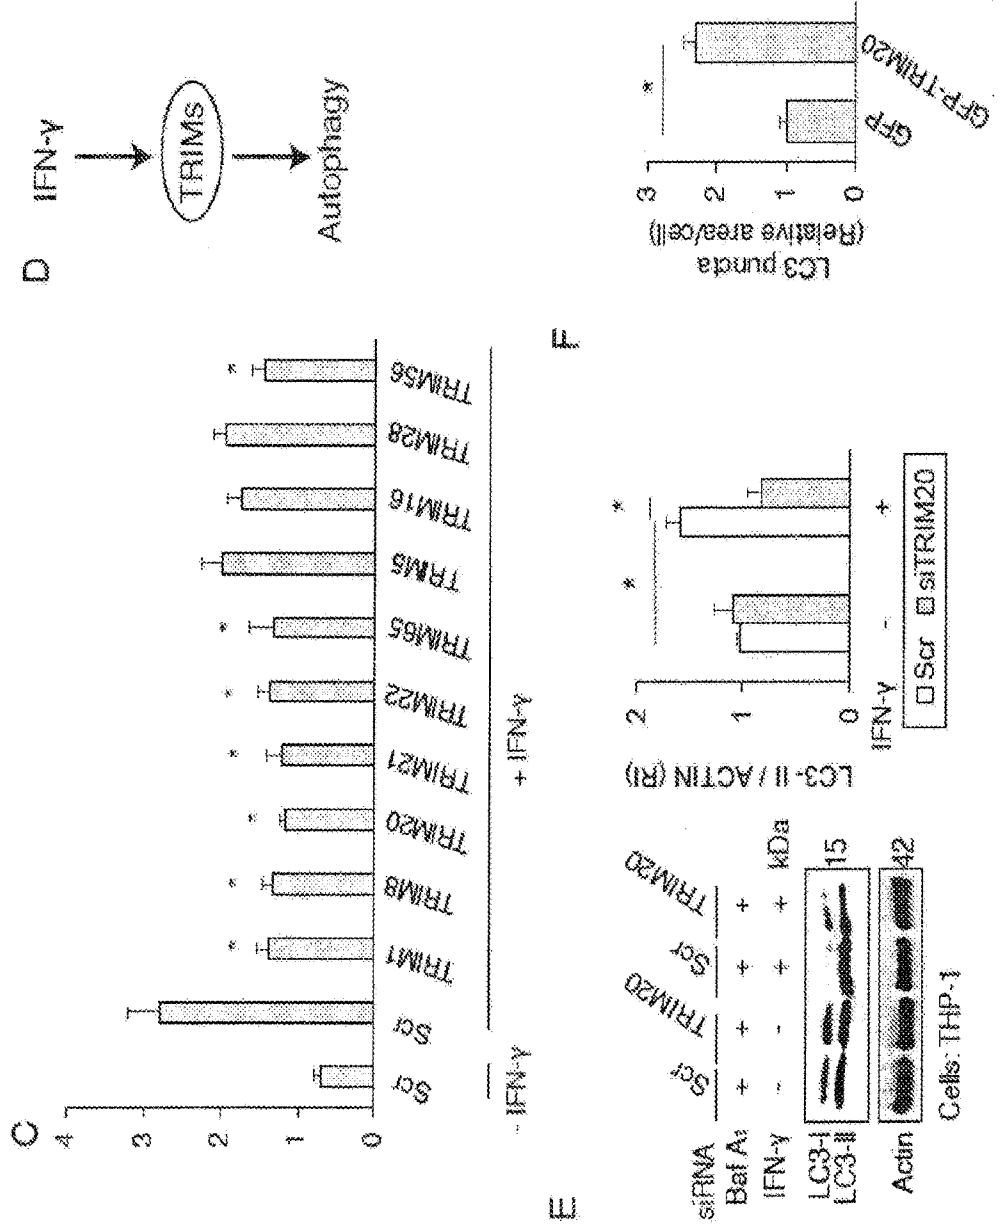 C
4
3
2
1
0
Scr
Scr
TRIM1
TRIM8
TRIM20
TRIM21
TRIM22
TRIM65
TRIM5
TRIM16
TRIM28
TRIM56
* * * * * * *
- IFN-γ
+ IFN-γ
D
IFN-γ
TRIMs
Autophagy
E
siRNA
Scr
TRIM20
Scr
TRIM20
Baf A1 + + + +
IFN-γ - - + +
kDa
LC3-I
LC3-II
15
Actin
42
Cells: THP-1
LC3- II / ACTIN (RI)
2
1
0
* *
IFN-γ - +
Scr siTRIM20
F
LC3 puncta
(Relative area/cell)
3
2
1
0
*
GFP
GFP-TRIM20